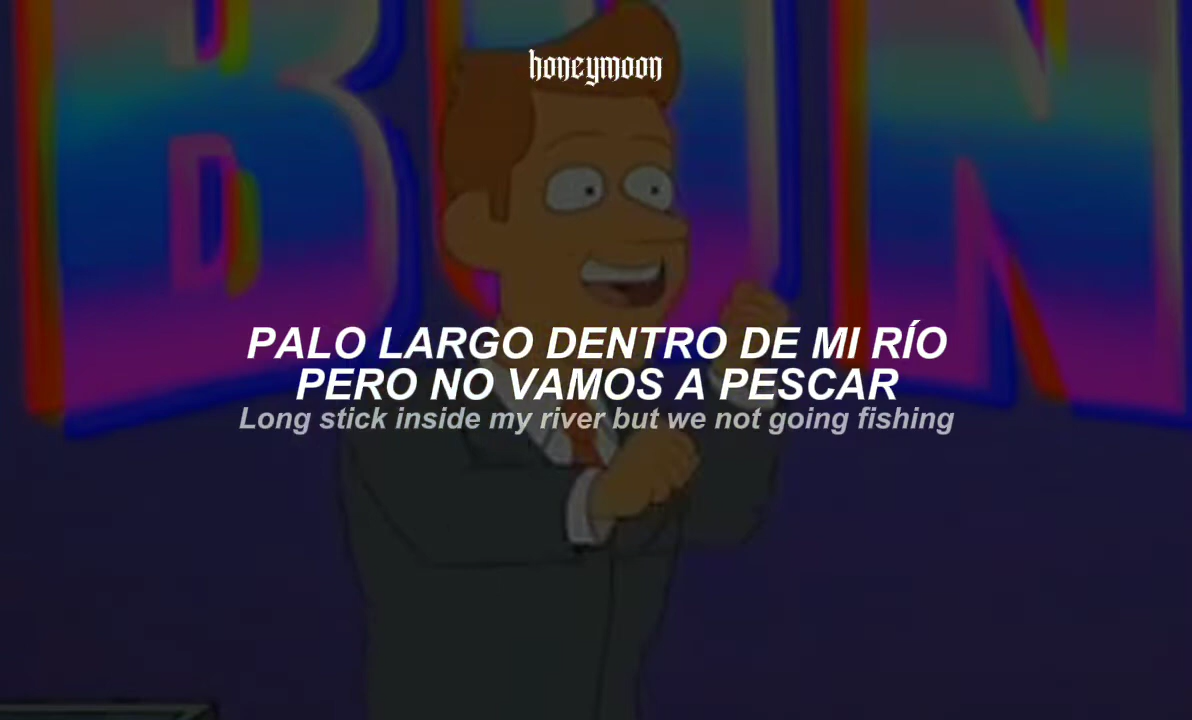 honeymoon
PALO LARGO DENTRO DE MI RÍO
PERO NO VAMOS A PESCAR
Long stick inside my river but we not going fishing